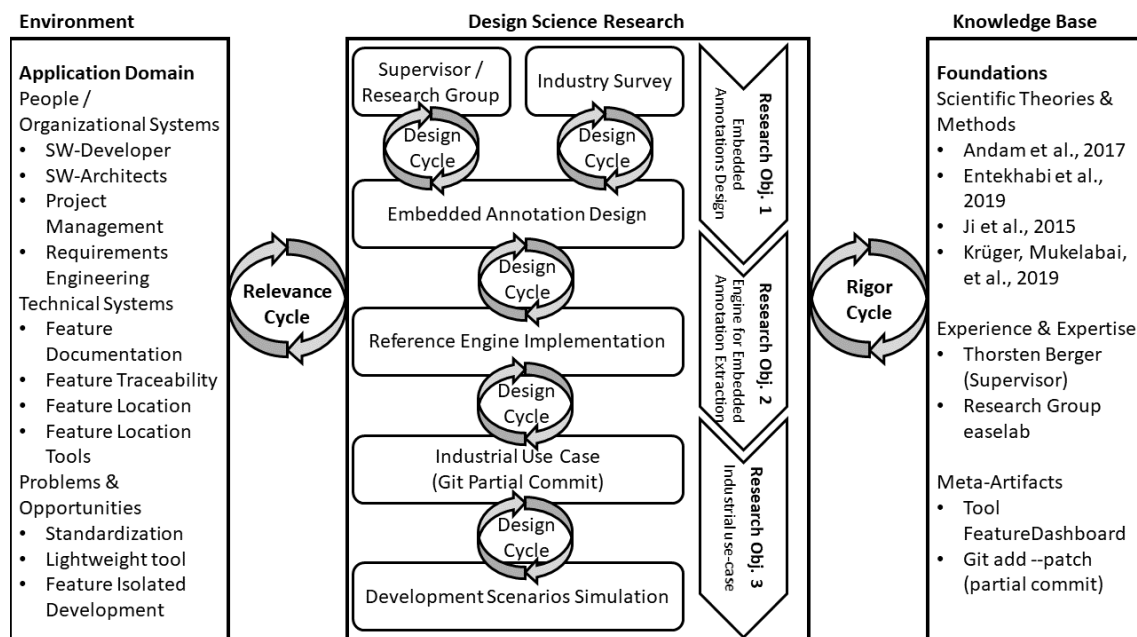 Environment
Application Domain
People /
Organizational Systems
• SW-Developer
• SW-Architects
• Project
Management
• Requirements
Engineering
Technical Systems
• Feature
Documentation
• Feature Traceability
• Feature Location
• Feature Location
Tools
Problems &
Opportunities
• Standardization
• Lightweight tool
• Feature Isolated
Development
Relevance
Cycle
Design Science Research
Supervisor /
Research Group
Industry Survey
Design
Cycle
Design
Cycle
Embedded Annotation Design
Design
Cycle
Reference Engine Implementation
Design
Cycle
Industrial Use Case
(Git Partial Commit)
Design
Cycle
Development Scenarios Simulation
Research Obj. 1
Embedded
Annotations Design
Research Obj. 2
Engine for Embedded
Annotation Extraction
Research Obj. 3
Industrial use-case
Rigor
Cycle
Knowledge Base
Foundations
Scientific Theories &
Methods
• Andam et al., 2017
• Entekhabi et al.,
2019
• Ji et al., 2015
• Krüger, Mukelabai,
et al., 2019
Experience & Expertise
• Thorsten Berger
(Supervisor)
• Research Group
easelab
Meta-Artifacts
• Tool
FeatureDashboard
• Git add --patch
(partial commit)